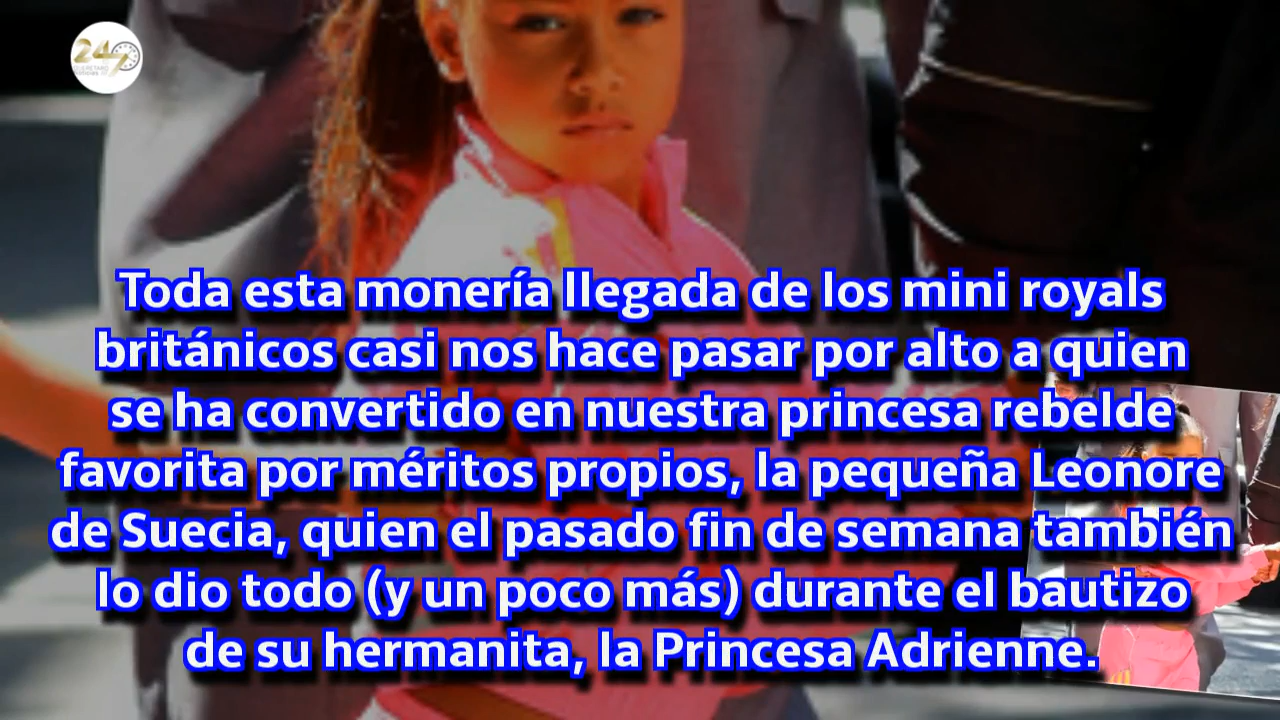 24/7
Toda esta monería llegada de los mini royals
británicos casi nos hace pasar por alto a quien
se ha convertido en nuestra princesa rebelde
favorita por méritos propios, la pequeña Leonore
de Suecia, quien el pasado fin de semana también
lo dio todo (y un poco más) durante el bautizo
de su hermanita, la Princesa Adrienne.